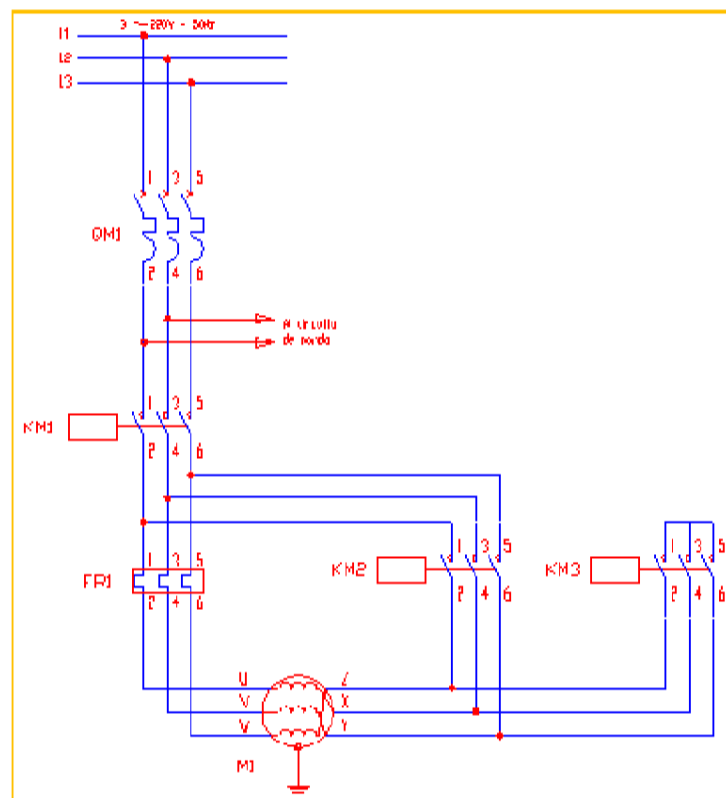 3 ~ 220V - 50Hz
L1
L2
L3
1 3 5
QM1
2 4 6
Al circuito
de mando
1 3 5
KM1
2 4 6
1 3 5
FR1
2 4 6
1 3 5
KM2
2 4 6
1 3 5
KM3
2 4 6
U Z
V X
W Y
M1